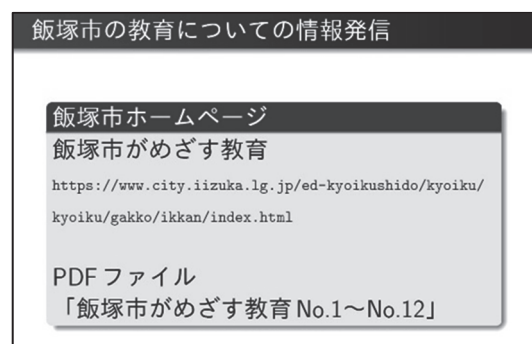 飯塚市の教育についての情報発信
飯塚市ホームページ
飯塚市がめざす教育
https://www.city.iizuka.lg.jp/ed-kyoikushido/kyoiku/
kyoiku/gakko/ikkan/index.html
PDFファイル
「飯塚市がめざす教育No.1〜No.12」